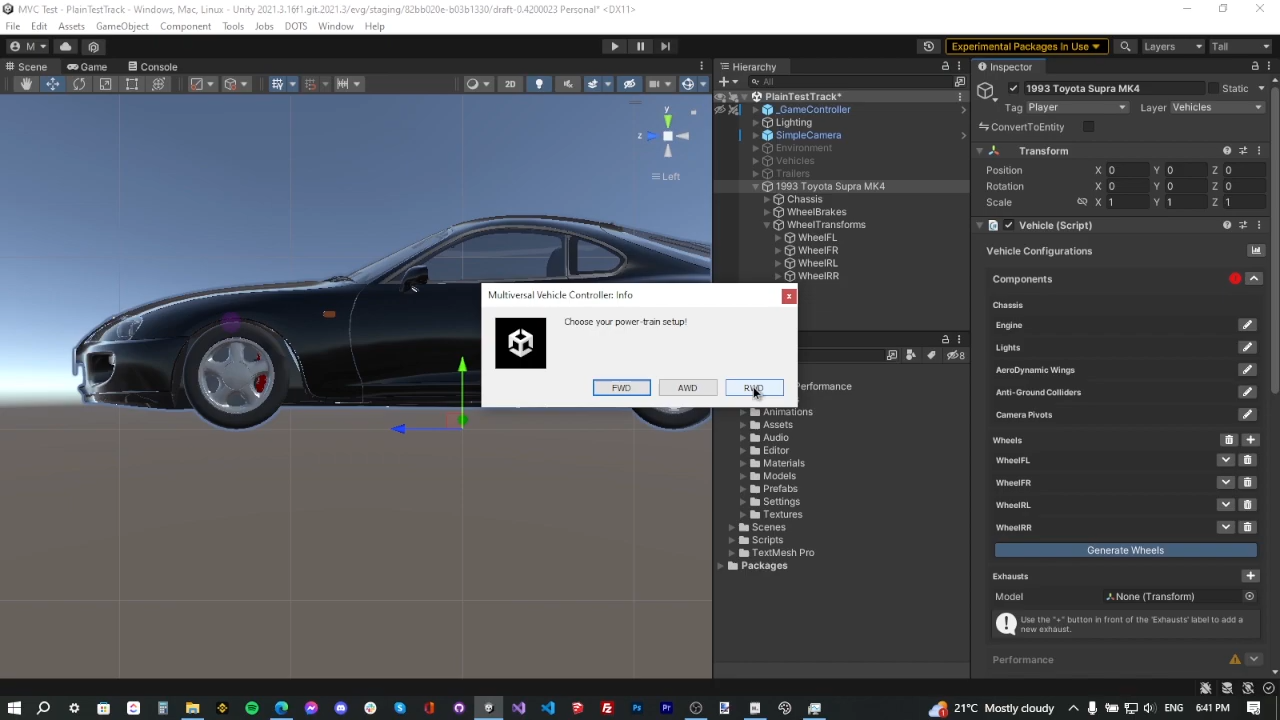 MVC Test - PlainTestTrack - Windows, Mac, Linux - Unity 2021.3.16f1.git.2021.3/evg/staging/82bb020e-b03b1330/draft-0.4200023 Personal* <DX11>
File Edit Assets GameObject Component Tools Jobs DOTS Window Help
M Experimental Packages In Use Layers Tall
Scene Game Console
2D
y
z
Left
Hierarchy
All
PlainTestTrack*
_GameController
Lighting
SimpleCamera
Environment
Vehicles
Trailers
1993 Toyota Supra MK4
Chassis
WheelBrakes
WheelTransforms
WheelFL
WheelFR
WheelRL
WheelRR
Multiversal Vehicle Controller: Info
Choose your power-train setup!
FWD AWD RWD
8
Performance
Animations
Assets
Audio
Editor
Materials
Models
Prefabs
Settings
Textures
Scenes
Scripts
TextMesh Pro
Packages
Inspector
1993 Toyota Supra MK4 Static
Tag Player Layer Vehicles
ConvertToEntity
Transform
Position X 0 Y 0 Z 0
Rotation X 0 Y 0 Z 0
Scale X 1 Y 1 Z 1
Vehicle (Script)
Vehicle Configurations
Components
Chassis
Engine
Lights
AeroDynamic Wings
Anti-Ground Colliders
Camera Pivots
Wheels
WheelFL
WheelFR
WheelRL
WheelRR
Generate Wheels
Exhausts
Model None (Transform)
Use the "+" button in front of the 'Exhausts' label to add a
new exhaust.
Performance
21°C Mostly cloudy ENG 6:41 PM